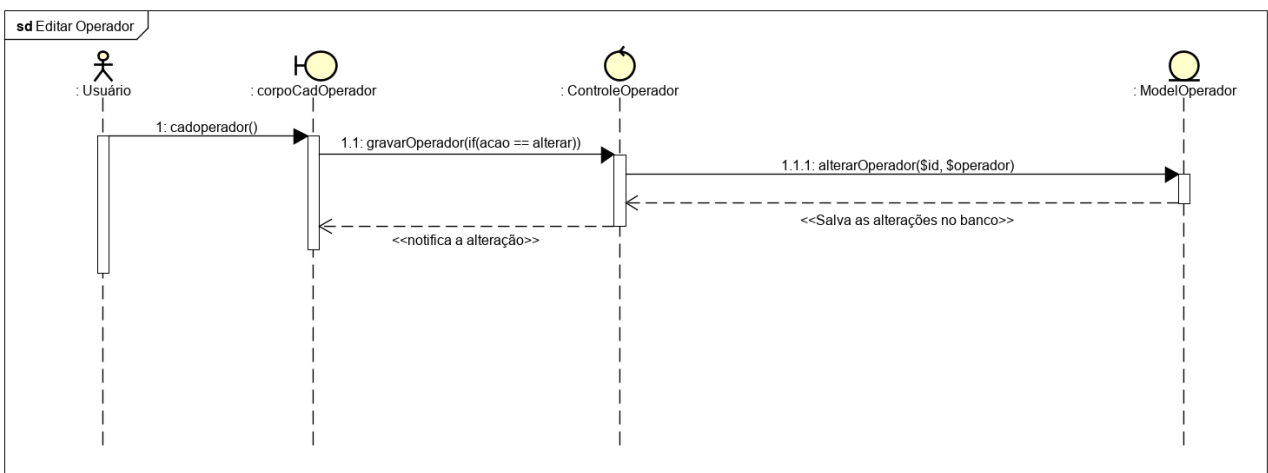 sd Editar Operador
: Usuário
: corpoCadOperador
: ControleOperador
: ModelOperador
1: cadoperador()
1.1: gravarOperador(if(acao == alterar))
1.1.1: alterarOperador($id, $operador)
<<Salva as alterações no banco>>
<<notifica a alteração>>